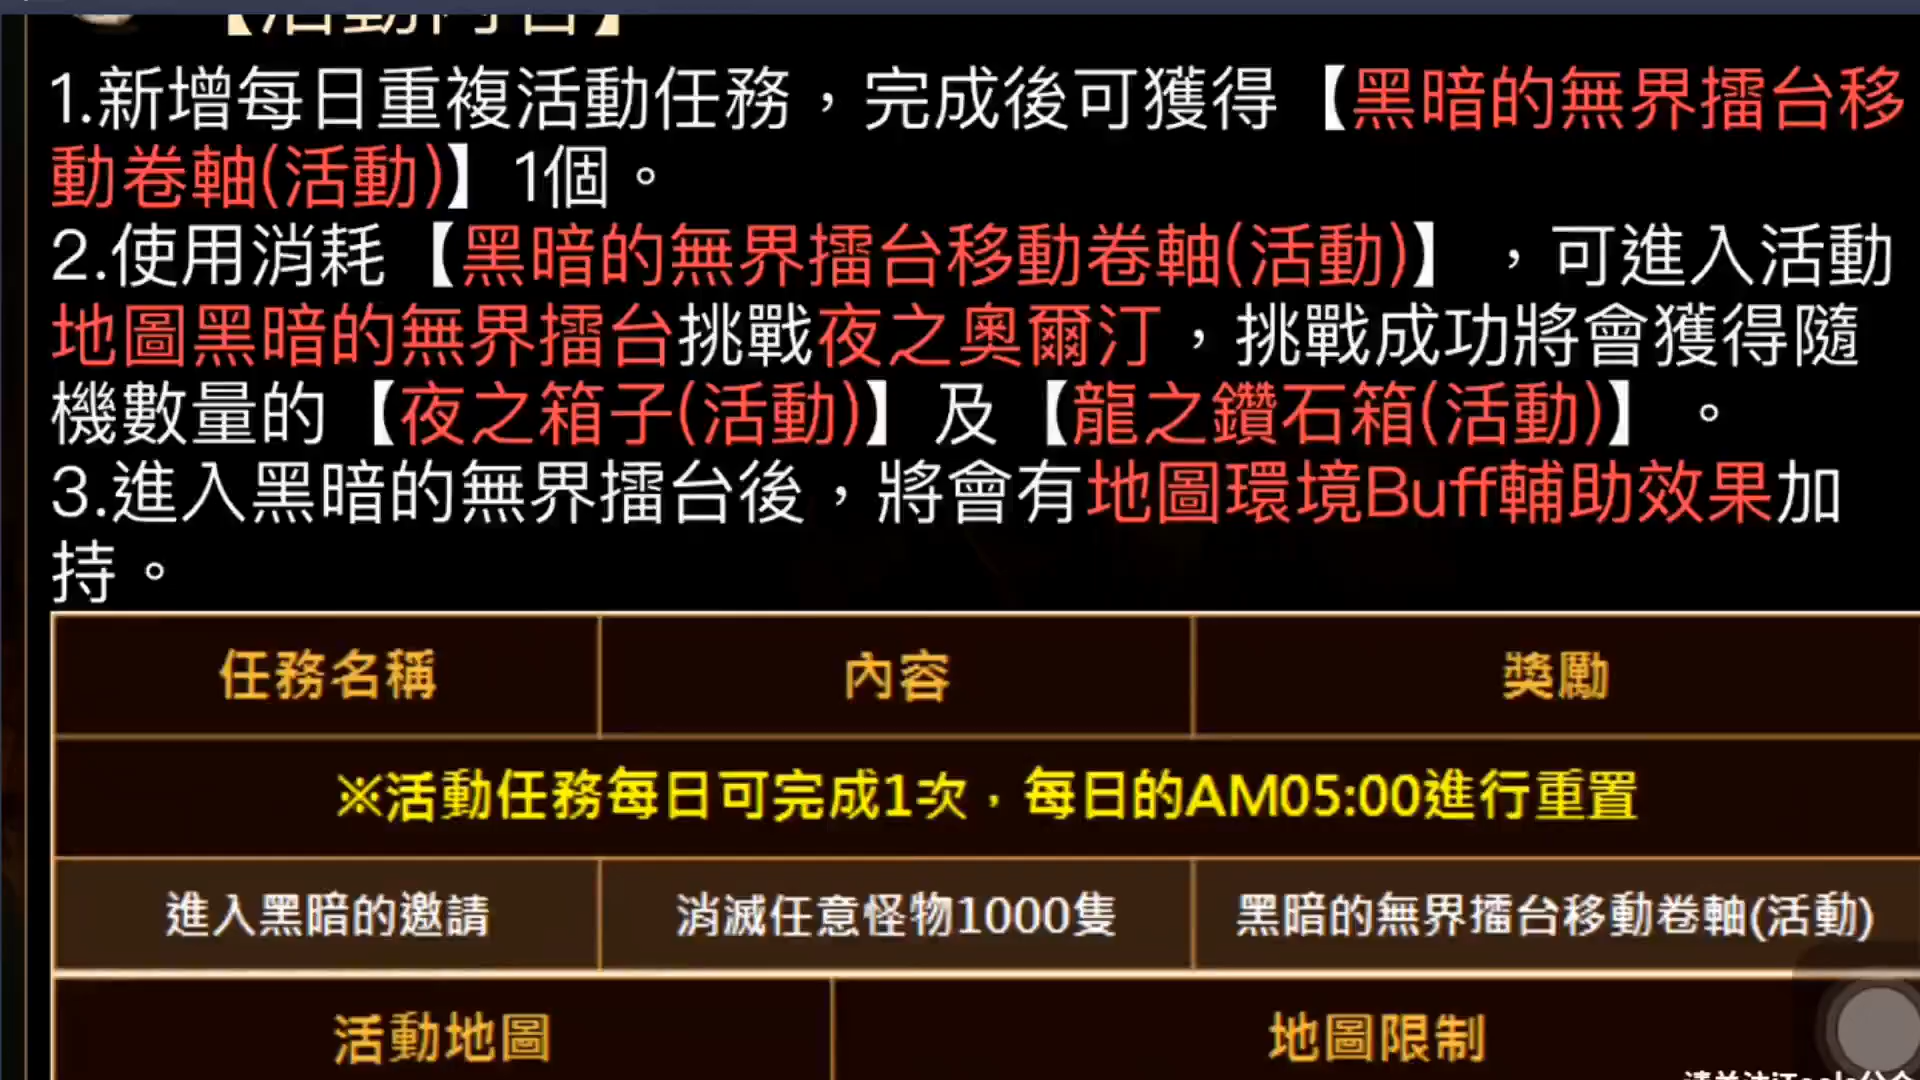 【活動內容】
1.新增每日重複活動任務，完成後可獲得【黑暗的無界擂台移
動卷軸(活動)】1個。
2.使用消耗【黑暗的無界擂台移動卷軸(活動)】，可進入活動
地圖黑暗的無界擂台挑戰夜之奧爾汀，挑戰成功將會獲得隨
機數量的【夜之箱子(活動)】及【龍之鑽石箱(活動)】。
3.進入黑暗的無界擂台後，將會有地圖環境Buff輔助效果加
持。
任務名稱 內容 獎勵
※活動任務每日可完成1次，每日的AM05:00進行重置
進入黑暗的邀請 消滅任意怪物1000隻 黑暗的無界擂台移動卷軸(活動)
活動地圖 地圖限制